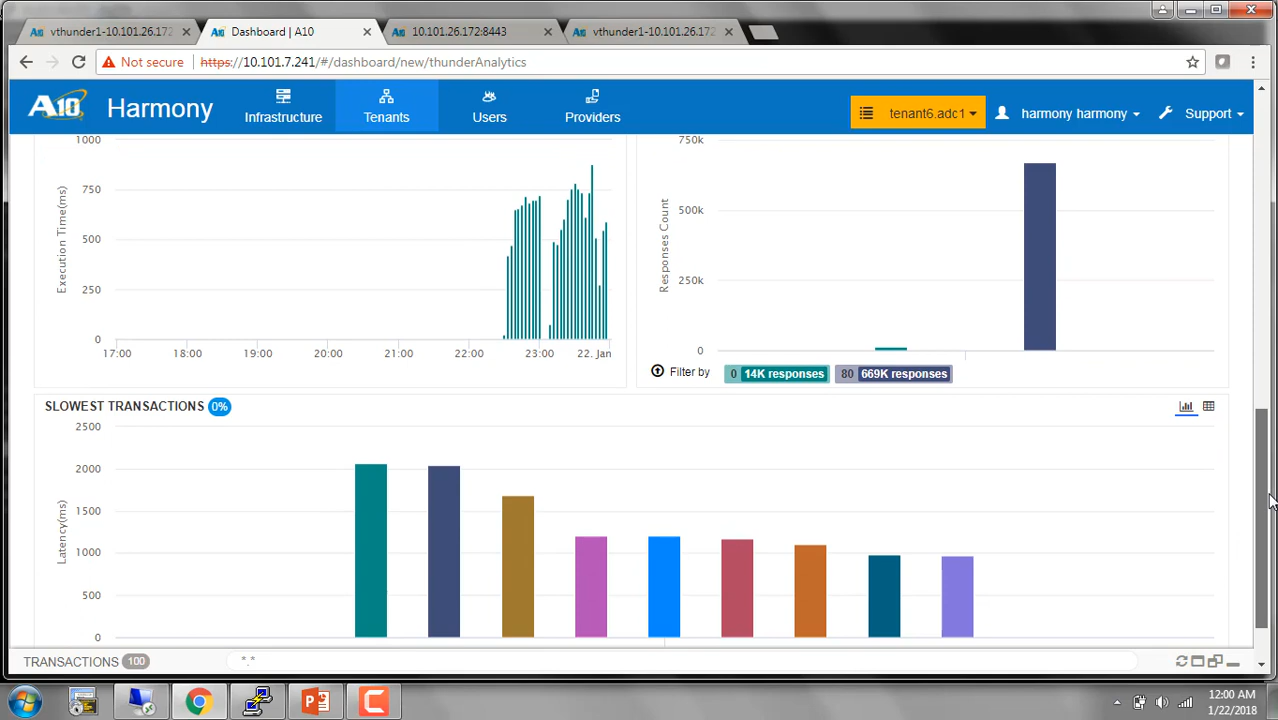 vthunder1-10.101.26.172
Dashboard | A10
10.101.26.172:8443
vthunder1-10.101.26.172
Not secure https://10.101.7.241/#/dashboard/new/thunderAnalytics
A10 Harmony
Infrastructure
Tenants
Users
Providers
tenant6.adc1
harmony harmony
Support
Execution Time(ms)
1000
750
500
250
0
17:00 18:00 19:00 20:00 21:00 22:00 23:00 22. Jan
Responses Count
750k
500k
250k
0
Filter by 0 14K responses 80 669K responses
SLOWEST TRANSACTIONS 0%
Latency(ms)
2500
2000
1500
1000
500
0
TRANSACTIONS 100 *.*
12:00 AM
1/22/2018